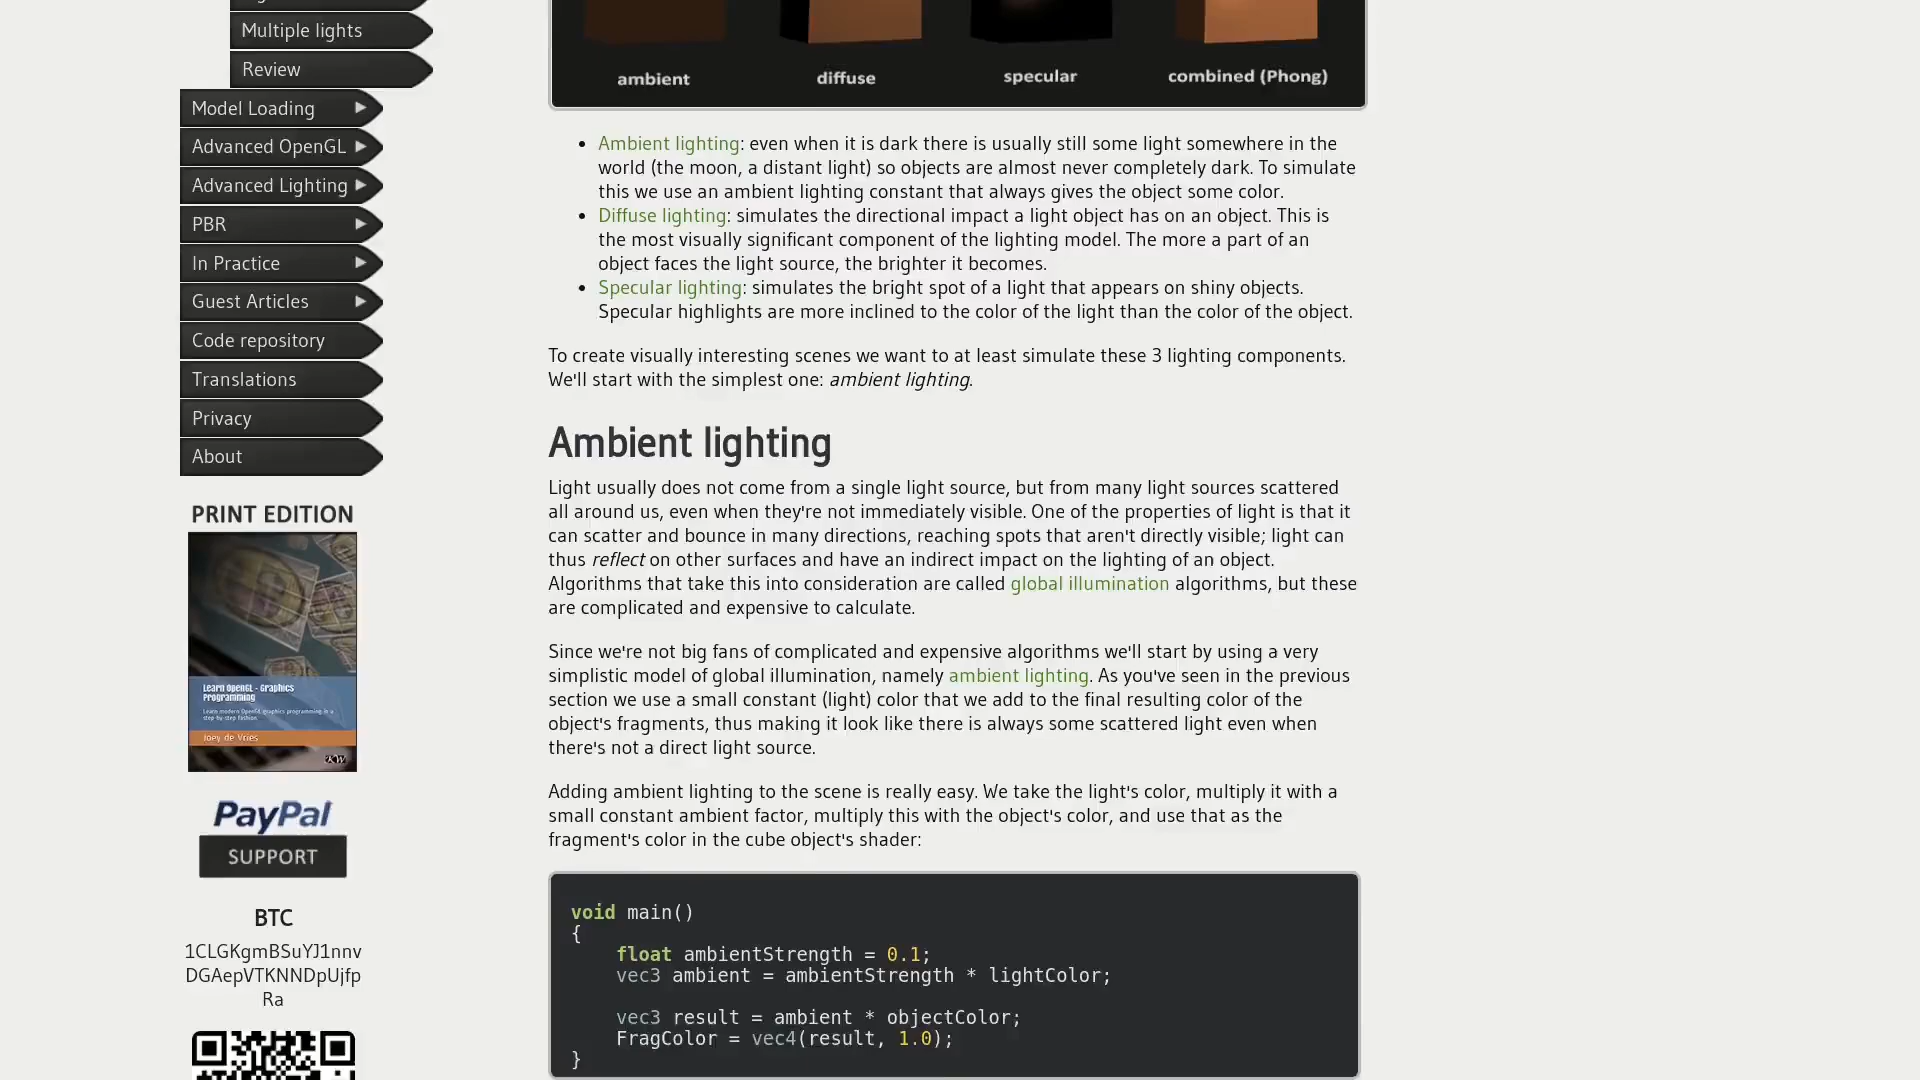 Multiple lights
Review
Model Loading
Advanced OpenGL
Advanced Lighting
PBR
In Practice
Guest Articles
Code repository
Translations
Privacy
About
PRINT EDITION
Learn OpenGL - Graphics
Programming
Learn modern OpenGL graphics programming in a
step-by-step fashion.
Joey de Vries
KW
PayPal
SUPPORT
BTC
1CLGKgmBSuYJ1nnv
DGAepVTKNNDpUjfp
Ra
ambient diffuse specular combined (Phong)
• Ambient lighting: even when it is dark there is usually still some light somewhere in the
world (the moon, a distant light) so objects are almost never completely dark. To simulate
this we use an ambient lighting constant that always gives the object some color.
• Diffuse lighting: simulates the directional impact a light object has on an object. This is
the most visually significant component of the lighting model. The more a part of an
object faces the light source, the brighter it becomes.
• Specular lighting: simulates the bright spot of a light that appears on shiny objects.
Specular highlights are more inclined to the color of the light than the color of the object.
To create visually interesting scenes we want to at least simulate these 3 lighting components.
We'll start with the simplest one: ambient lighting.
Ambient lighting
Light usually does not come from a single light source, but from many light sources scattered
all around us, even when they're not immediately visible. One of the properties of light is that it
can scatter and bounce in many directions, reaching spots that aren't directly visible; light can
thus reflect on other surfaces and have an indirect impact on the lighting of an object.
Algorithms that take this into consideration are called global illumination algorithms, but these
are complicated and expensive to calculate.
Since we're not big fans of complicated and expensive algorithms we'll start by using a very
simplistic model of global illumination, namely ambient lighting. As you've seen in the previous
section we use a small constant (light) color that we add to the final resulting color of the
object's fragments, thus making it look like there is always some scattered light even when
there's not a direct light source.
Adding ambient lighting to the scene is really easy. We take the light's color, multiply it with a
small constant ambient factor, multiply this with the object's color, and use that as the
fragment's color in the cube object's shader:
void main()
{
float ambientStrength = 0.1;
vec3 ambient = ambientStrength * lightColor;
vec3 result = ambient * objectColor;
FragColor = vec4(result, 1.0);
}